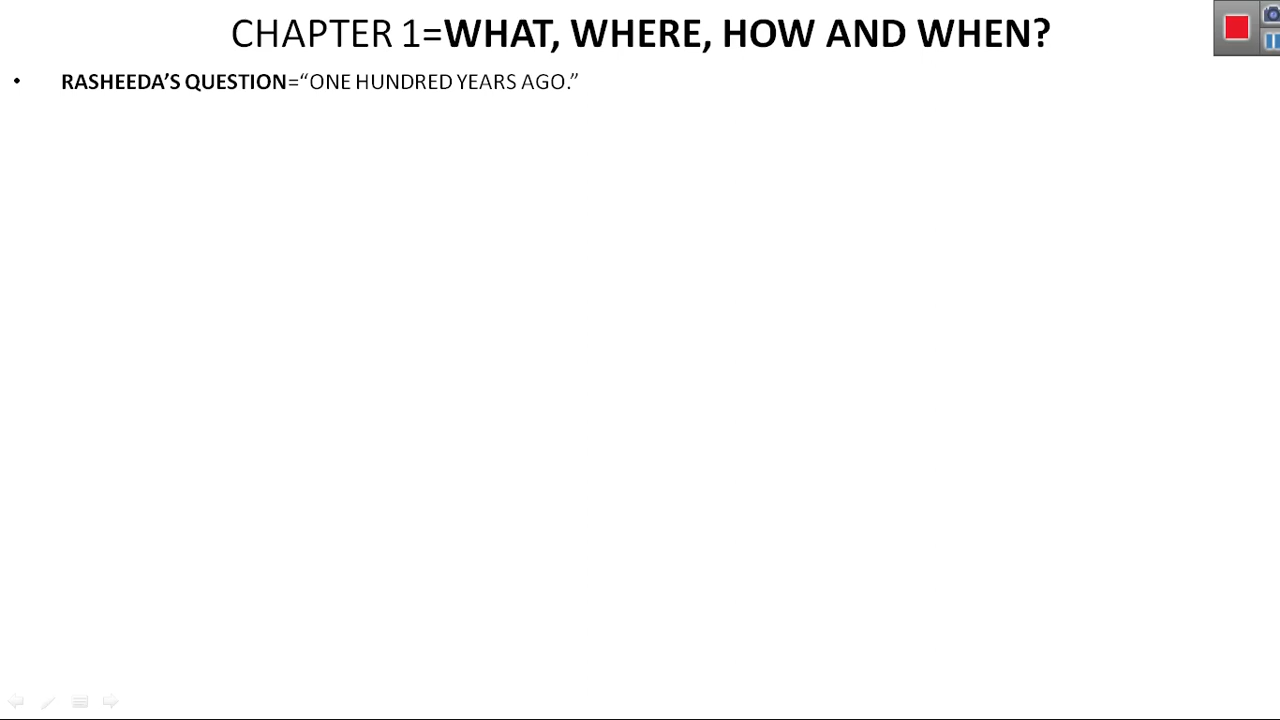 CHAPTER 1=WHAT, WHERE, HOW AND WHEN?
• RASHEEDA’S QUESTION=“ONE HUNDRED YEARS AGO.”